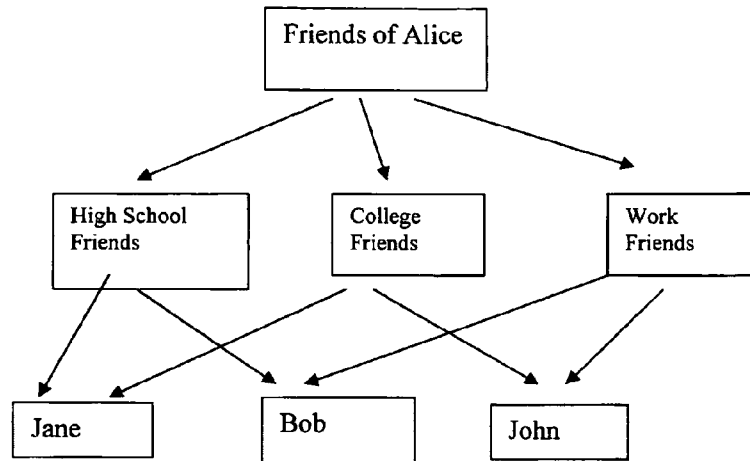 Friends of Alice
High School
Friends
College
Friends
Work
Friends
Jane
Bob
John